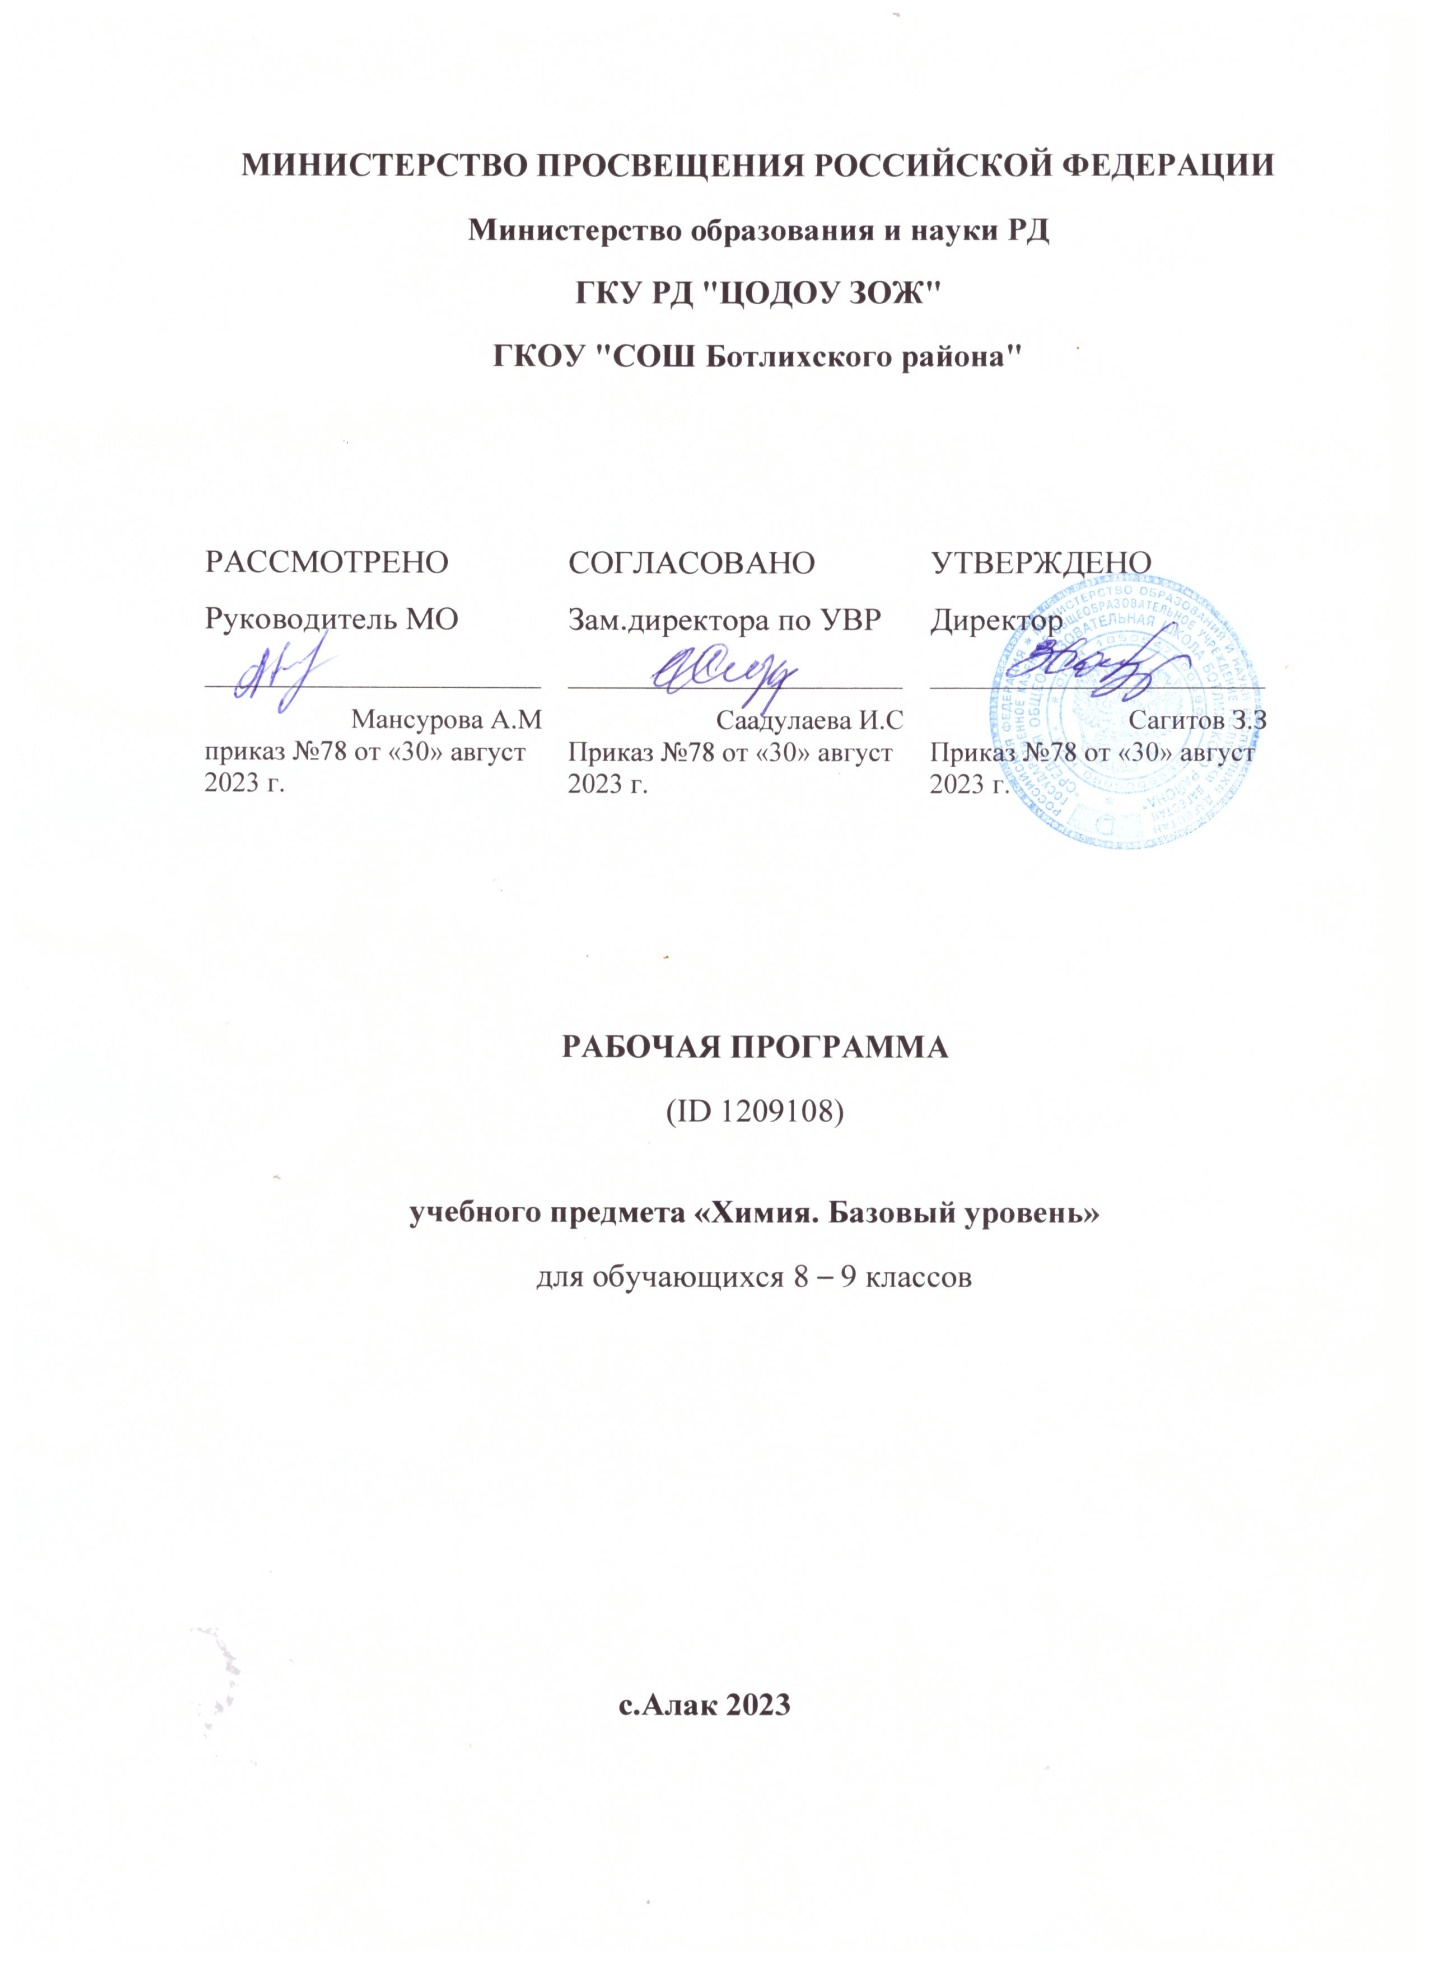 МИНИСТЕРСТВО ПРОСВЕЩЕНИЯ РОССИЙСКОЙ ФЕДЕРАЦИИ
Министерство образования и науки РД
ГКУ РД "ЦОДОУ ЗОЖ"
ГКОУ "СОШ Ботлихского района"
РАССМОТРЕНО
Руководитель МО
Мансурова А.М
приказ №78 от «30» август
2023 г.
СОГЛАСОВАНО
Зам.директора по УВР
Саадулаева И.С
Приказ №78 от «30» август
2023 г.
УТВЕРЖДЕНО
Директор
Сагитов З.З
Приказ №78 от «30» август
2023 г.
РАБОЧАЯ ПРОГРАММА
(ID 1209108)
учебного предмета «Химия. Базовый уровень»
для обучающихся 8 – 9 классов
с.Алак 2023